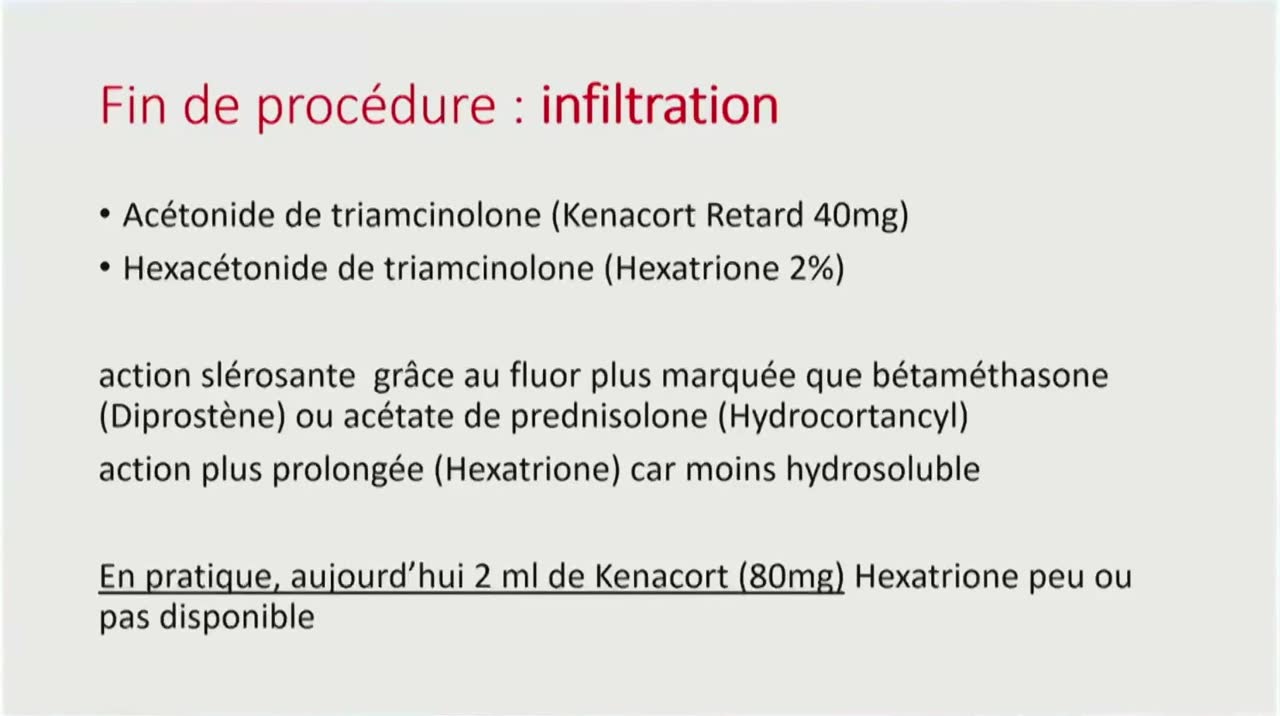 Fin de procédure : infiltration
• Acétonide de triamcinolone (Kenacort Retard 40mg)
• Hexacétonide de triamcinolone (Hexatrione 2%)
action slérosante  grâce au fluor plus marquée que bétaméthasone
(Diprostène) ou acétate de prednisolone (Hydrocortancyl)
action plus prolongée (Hexatrione) car moins hydrosoluble
En pratique, aujourd’hui 2 ml de Kenacort (80mg) Hexatrione peu ou
pas disponible